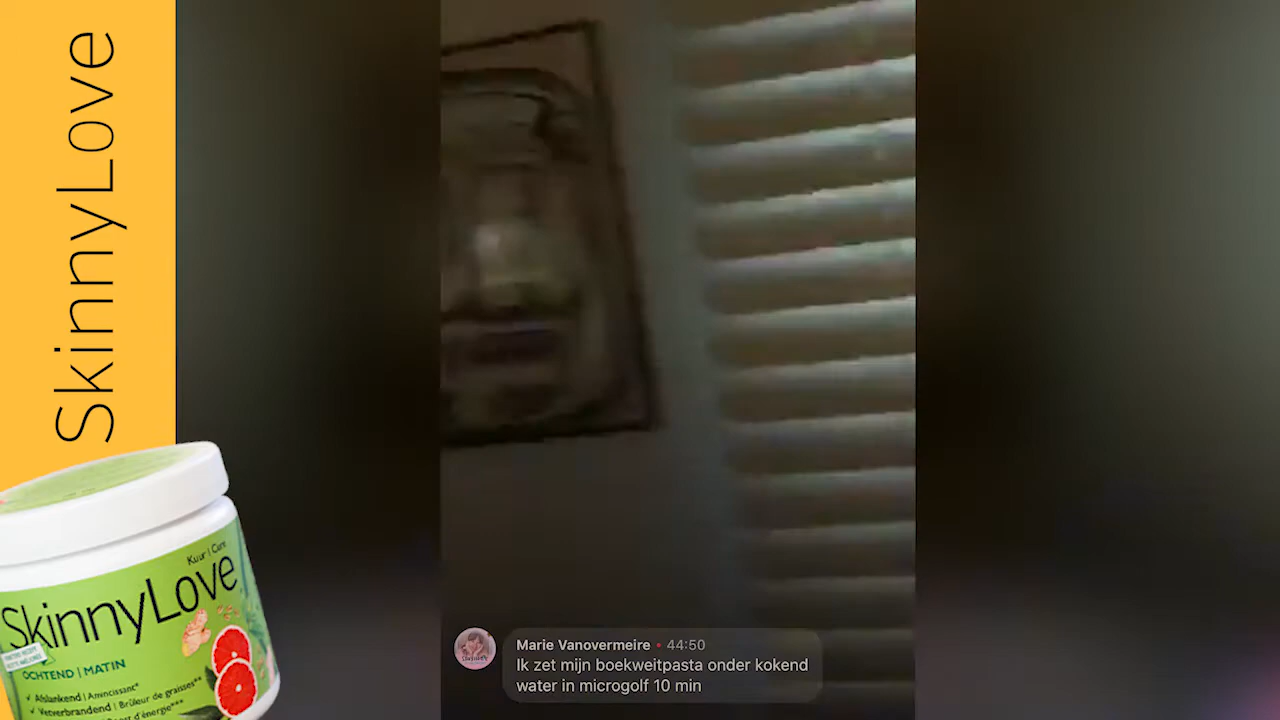 SkinnyLove
Kuur | Cure
SkinnyLove
OCHTEND | MATIN
✓ Afslankend | Amincissant*
✓ Vetverbrandend | Brûleur de graisses**
d'énergie***
Marie Vanovermeire • 44:50
Ik zet mijn boekweitpasta onder kokend
water in microgolf 10 min